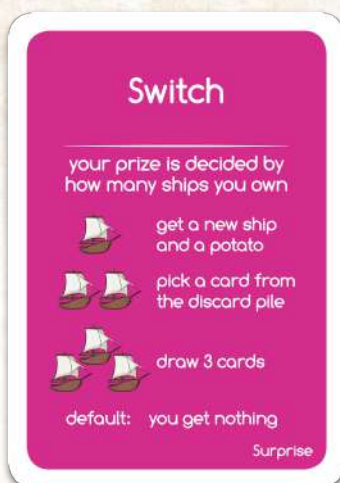 Switch
your prize is decided by
how many ships you own
get a new ship
and a potato
pick a card from
the discard pile
draw 3 cards
default: you get nothing
Surprise